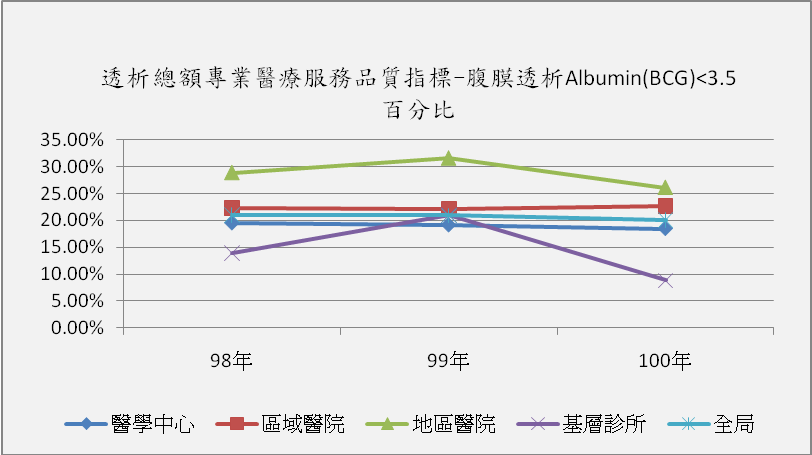 透析總額專業醫療服務品質指標-腹膜透析Albumin(BCG)<3.5
百分比
35.00%
30.00%
25.00%
20.00%
15.00%
10.00%
5.00%
0.00%
98年 99年 100年
醫學中心 區域醫院 地區醫院 基層診所 全局